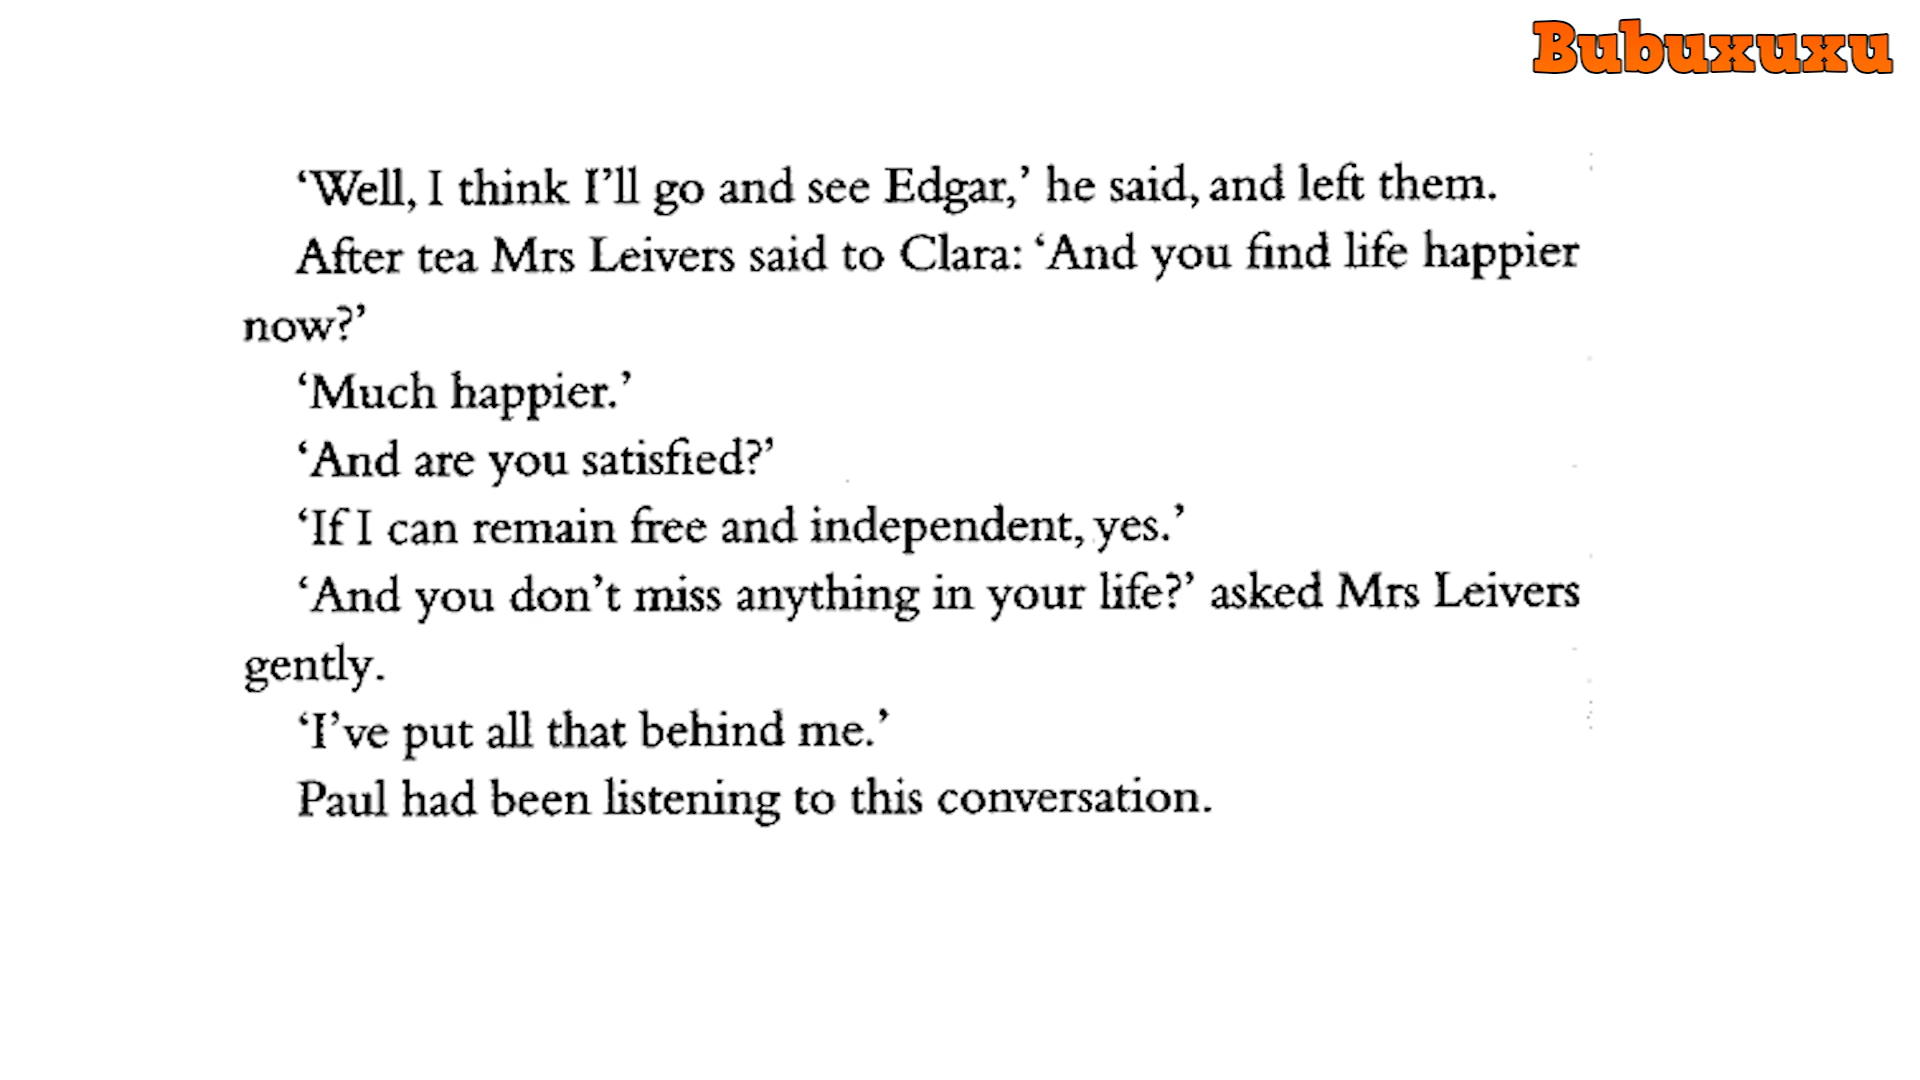 Bubuxuxu
‘Well, I think I’ll go and see Edgar,’ he said, and left them.
After tea Mrs Leivers said to Clara: ‘And you find life happier
now?’
‘Much happier.’
‘And are you satisfied?’
‘If I can remain free and independent, yes.’
‘And you don’t miss anything in your life?’ asked Mrs Leivers
gently.
‘I’ve put all that behind me.’
Paul had been listening to this conversation.